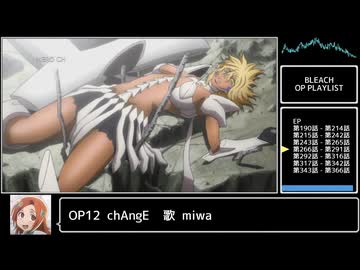 BLEACH
OP PLAYLIST
EP
第190話 - 第214話
第215話 - 第242話
第243話 - 第265話
第266話 - 第291話
第292話 - 第316話
第317話 - 第342話
第343話 - 第366話
OP12 chAngE 歌 miwa